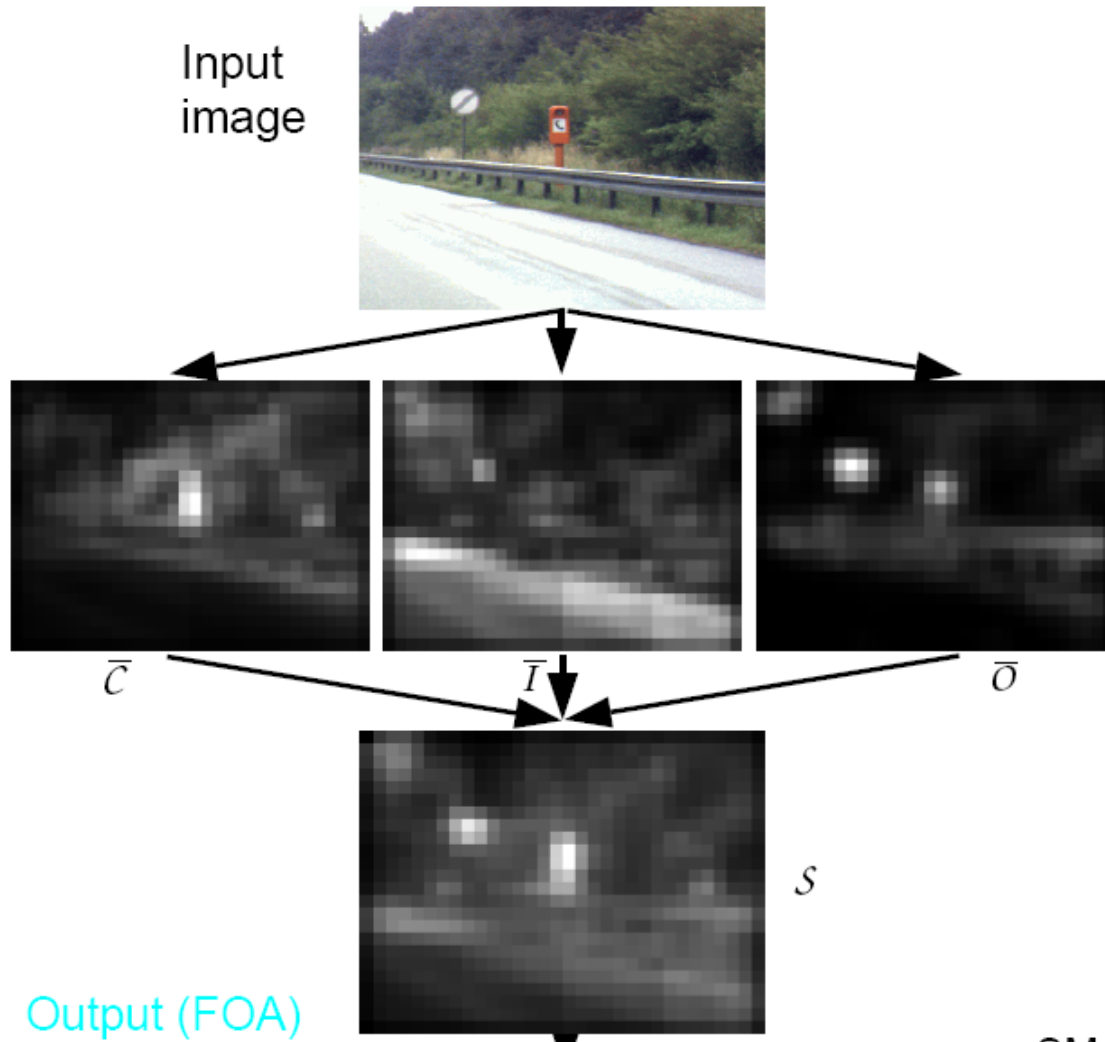 Input
image
C̅ I̅ O̅
S
Output (FOA)